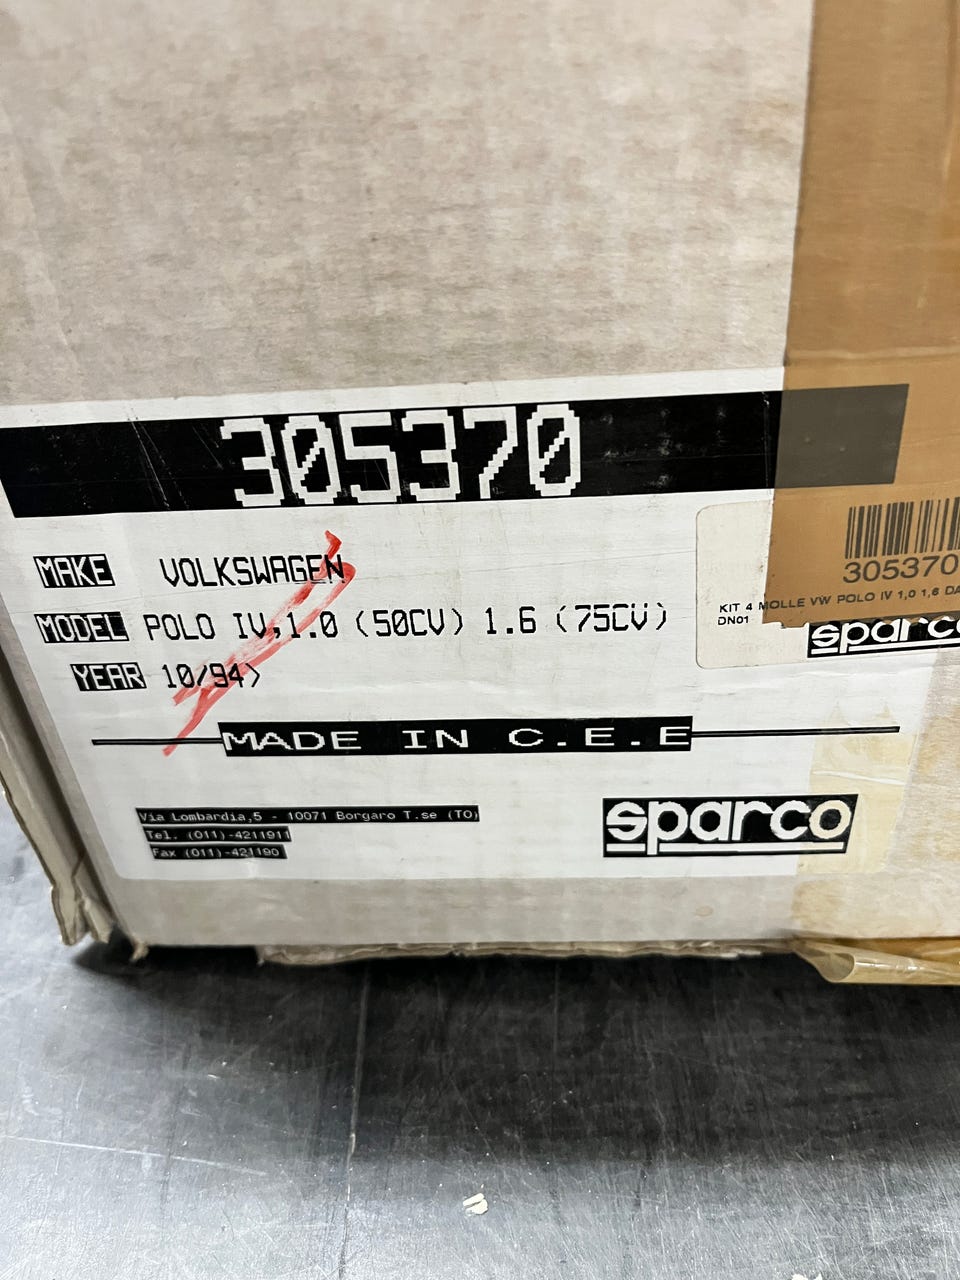 305370
MAKE VOLKSWAGEN
MODEL POLO IV,1.0 (50CV) 1.6 (75CV)
YEAR 10/94>
MADE IN C.E.E
Via Lombardia,5 - 10071 Borgaro T.se (TO)
Tel. (011)-4211911
Fax (011)-421190
sparco
305370
KIT 4 MOLLE VW POLO IV 1,0 1,6 DA
DN01
sparco